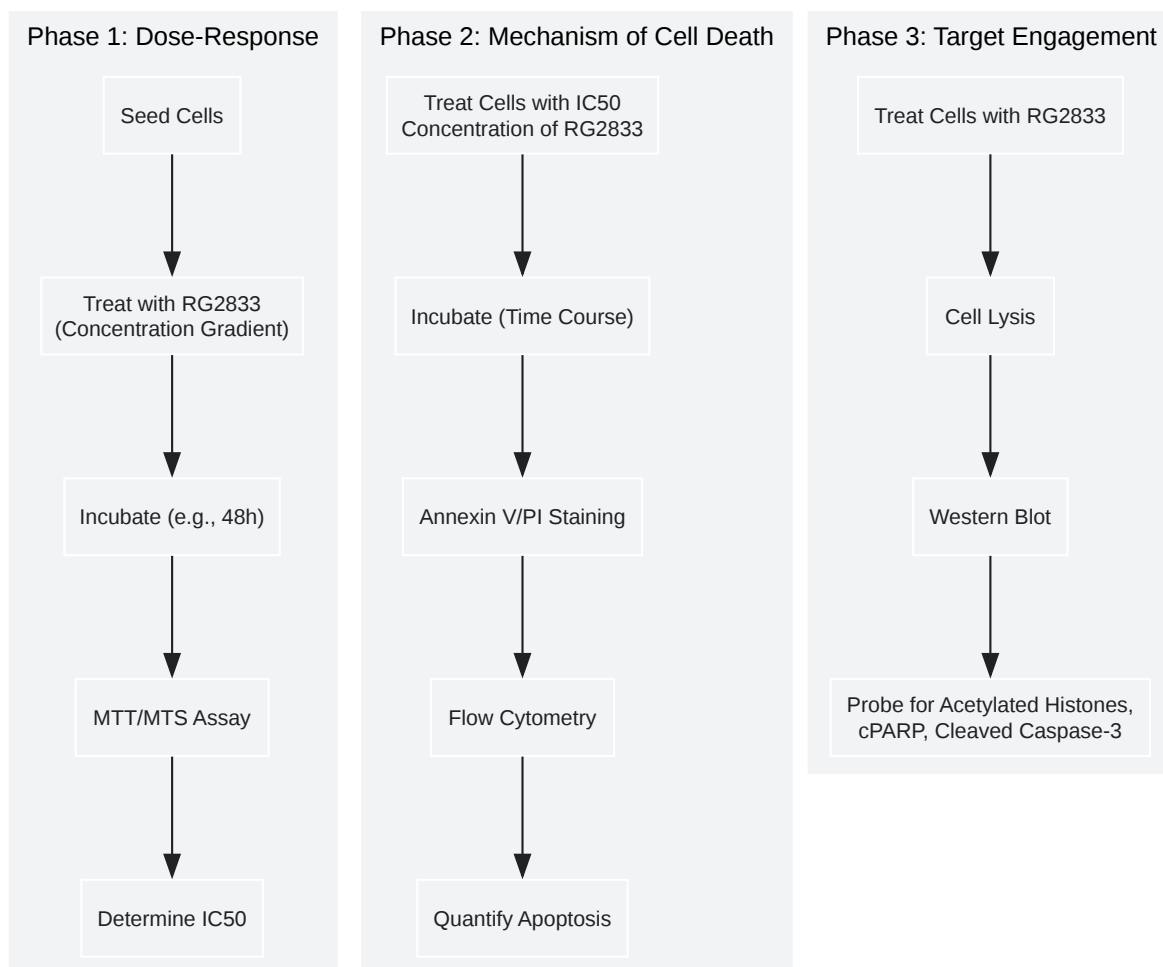 Phase 1: Dose-Response
Seed Cells
Treat with RG2833
(Concentration Gradient)
Incubate (e.g., 48h)
MTT/MTS Assay
Determine IC50
Phase 2: Mechanism of Cell Death
Treat Cells with IC50
Concentration of RG2833
Incubate (Time Course)
Annexin V/PI Staining
Flow Cytometry
Quantify Apoptosis
Phase 3: Target Engagement
Treat Cells with RG2833
Cell Lysis
Western Blot
Probe for Acetylated Histones,
cPARP, Cleaved Caspase-3